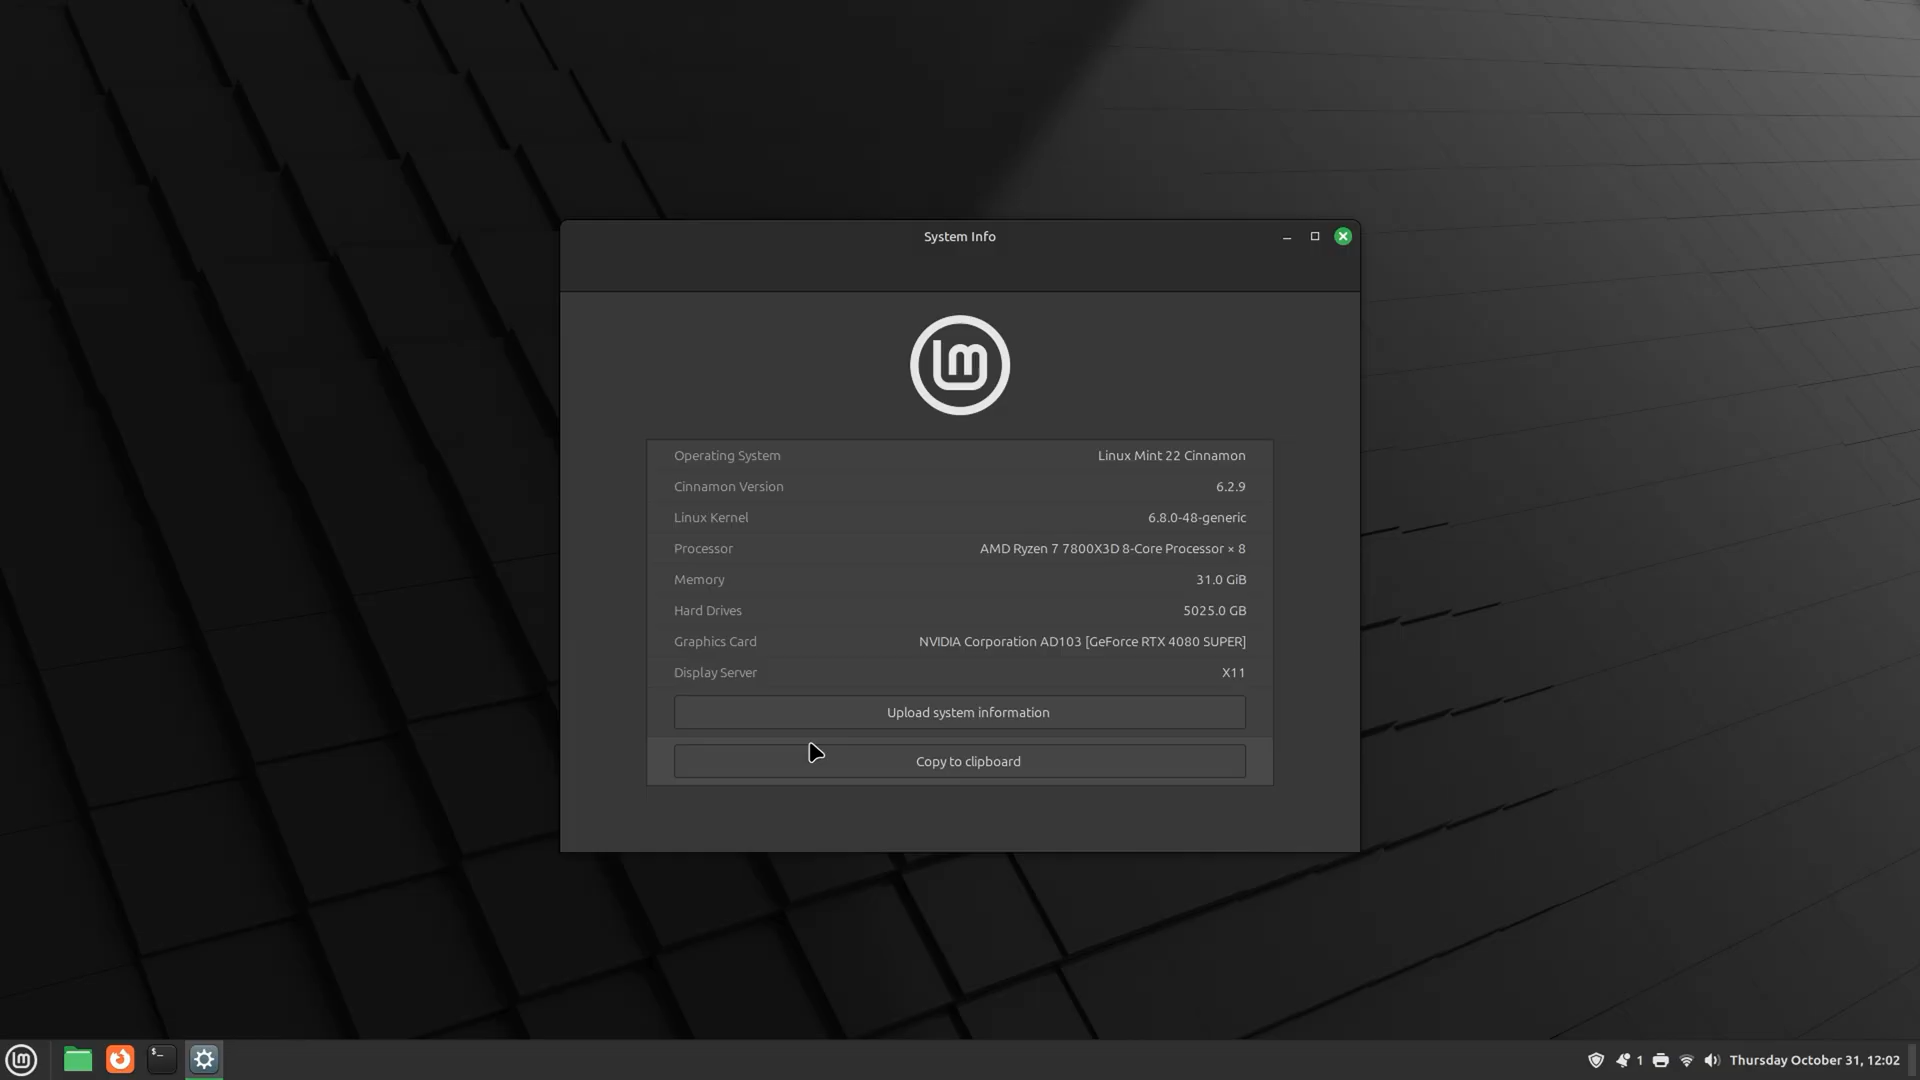 System Info
Operating System Linux Mint 22 Cinnamon
Cinnamon Version 6.2.9
Linux Kernel 6.8.0-48-generic
Processor AMD Ryzen 7 7800X3D 8-Core Processor × 8
Memory 31.0 GiB
Hard Drives 5025.0 GB
Graphics Card NVIDIA Corporation AD103 [GeForce RTX 4080 SUPER]
Display Server X11
Upload system information
Copy to clipboard
$_ 1 Thursday October 31, 12:02